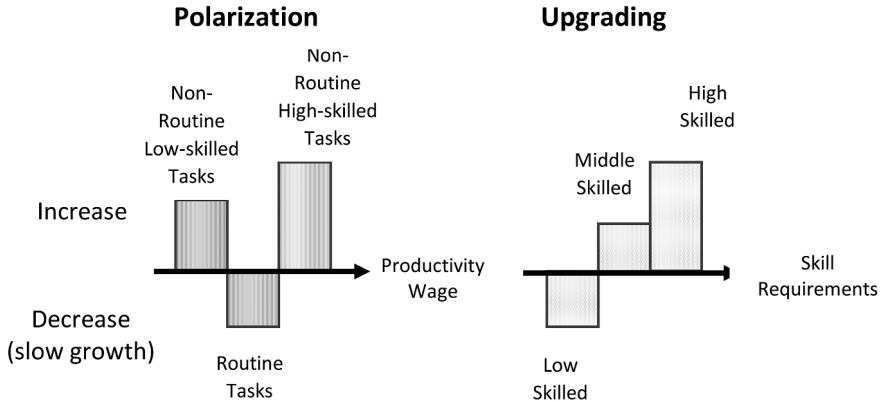 Polarization
Non-
Routine
Low-skilled
Tasks
Non-
Routine
High-skilled
Tasks
Increase
Decrease
(slow growth)
Routine
Tasks
Productivity
Wage
Upgrading
High
Skilled
Middle
Skilled
Low
Skilled
Skill
Requirements